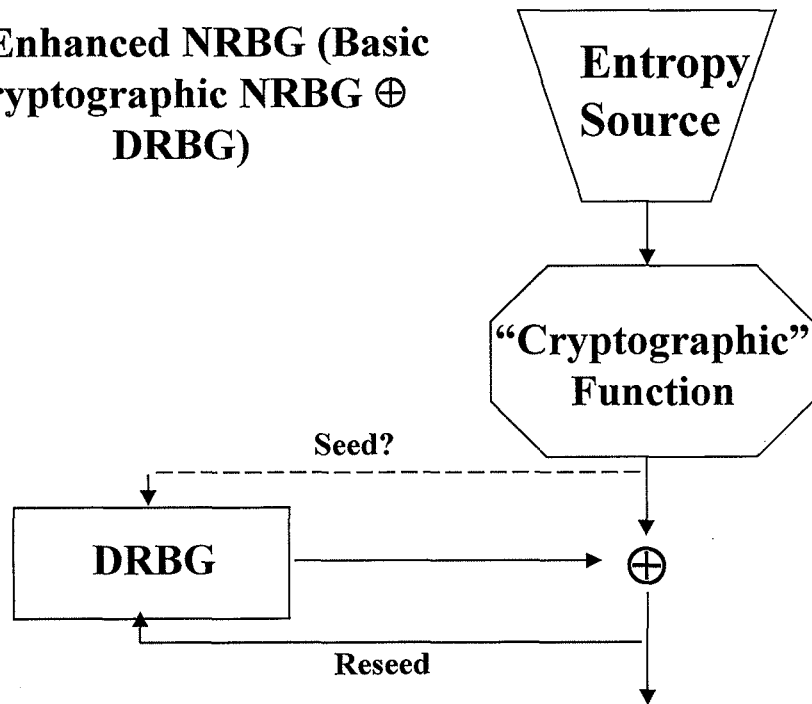 Enhanced NRBG (Basic
ryptographic NRBG ⊕
DRBG)
Entropy
Source
“Cryptographic”
Function
Seed?
DRBG
⊕
Reseed